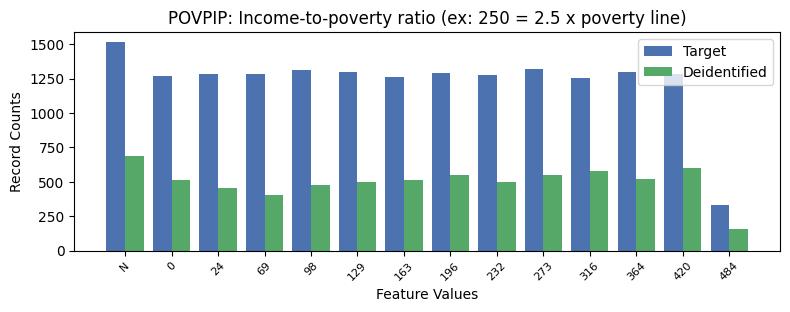 POVPIP: Income-to-poverty ratio (ex: 250 = 2.5 x poverty line)
Target
Deidentified
Record Counts
1500
1250
1000
750
500
250
0
N 0 24 69 98 129 163 196 232 273 316 364 420 484
Feature Values